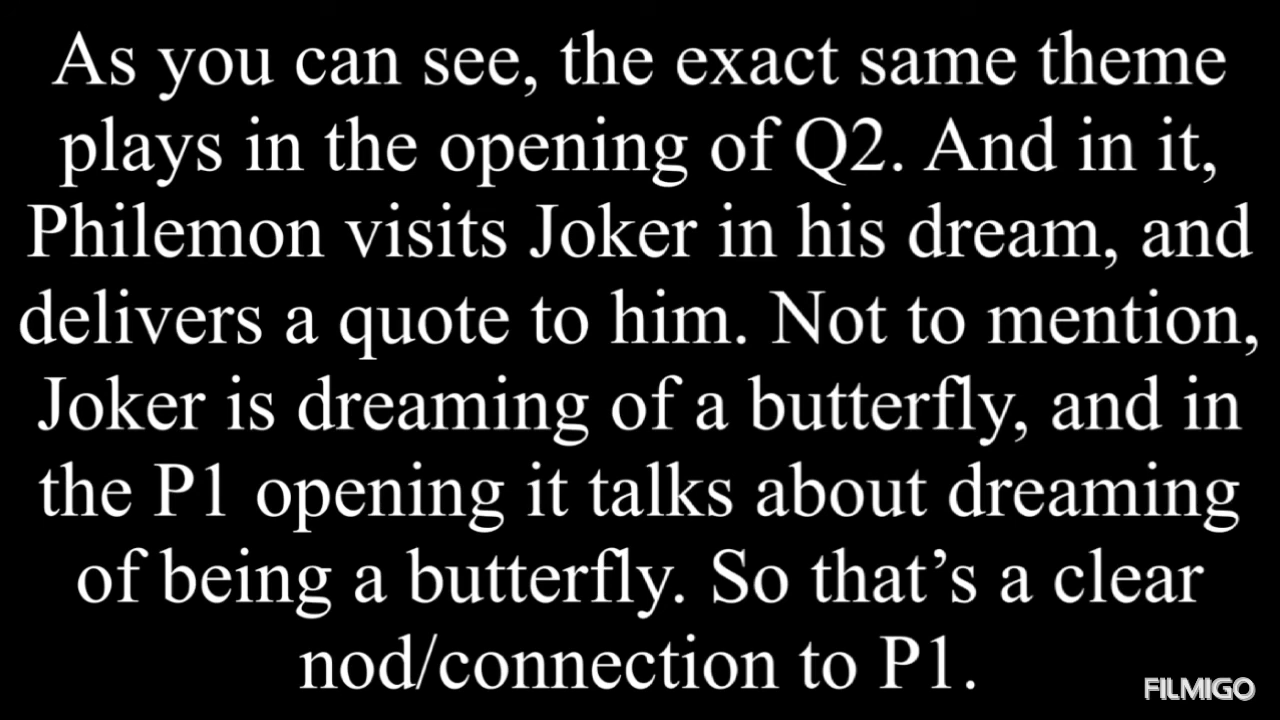 As you can see, the exact same theme
plays in the opening of Q2. And in it,
Philemon visits Joker in his dream, and
delivers a quote to him. Not to mention,
Joker is dreaming of a butterfly, and in
the P1 opening it talks about dreaming
of being a butterfly. So that’s a clear
nod/connection to P1.
FILMIGO